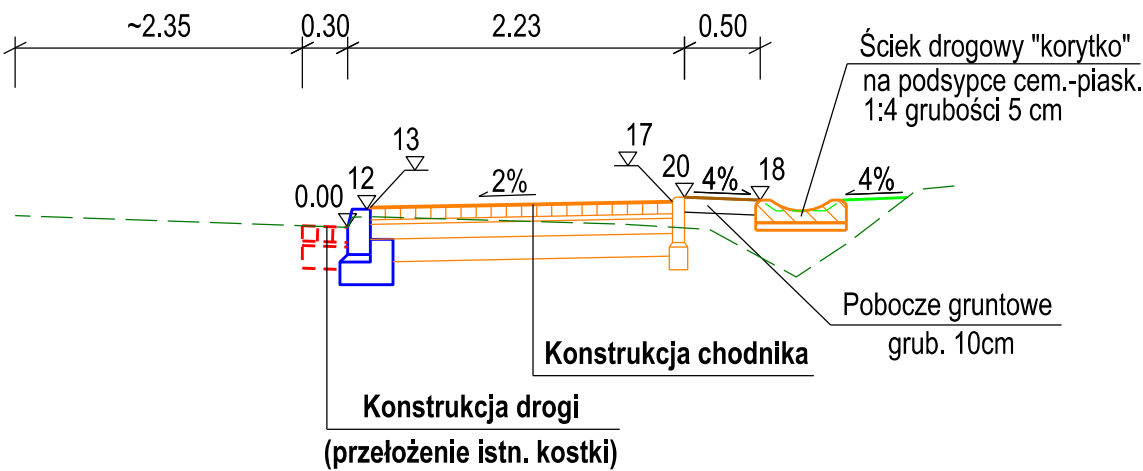 ~2.35 0.30 2.23 0.50
Ściek drogowy "korytko"
na podsypce cem.-piask.
1:4 grubości 5 cm
13
17
0.00
12
2%
20
4%
18
4%
Pobocze gruntowe
grub. 10cm
Konstrukcja chodnika
Konstrukcja drogi
(przełożenie istn. kostki)